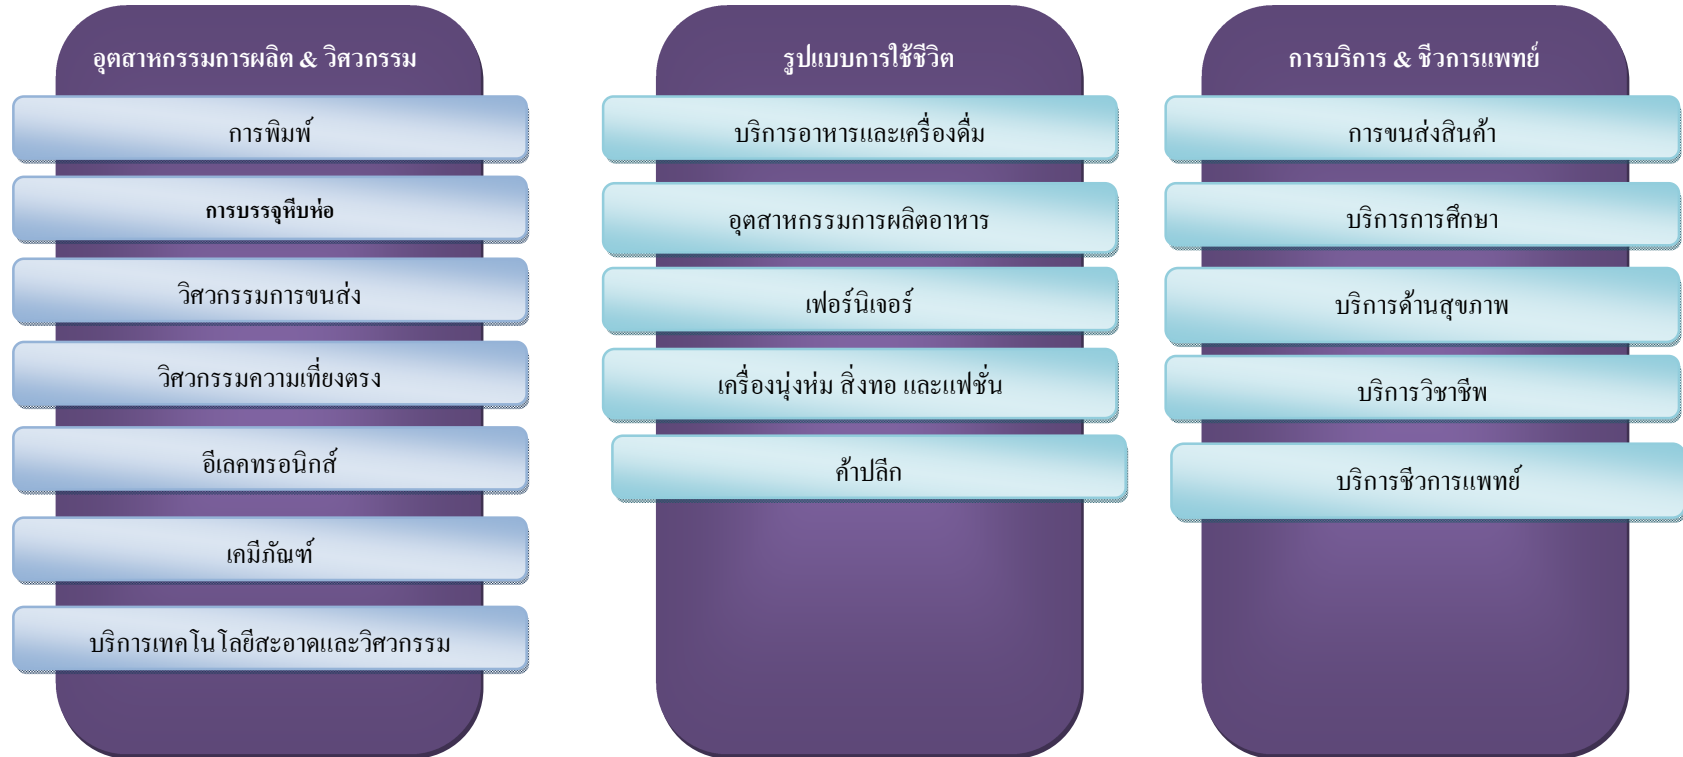 อุตสาหกรรมการผลิต & วิศวกรรม
การพิมพ์
การบรรจุหีบห่อ
วิศวกรรมการขนส่ง
วิศวกรรมความเที่ยงตรง
อีเลคทรอนิกส์
เคมีภัณฑ์
บริการเทคโนโลยีสะอาดและวิศวกรรม
รูปแบบการใช้ชีวิต
บริการอาหารและเครื่องดื่ม
อุตสาหกรรมการผลิตอาหาร
เฟอร์นิเจอร์
เครื่องนุ่งห่ม สิ่งทอ และแฟชั่น
ค้าปลีก
การบริการ & ชีวการแพทย์
การขนส่งสินค้า
บริการการศึกษา
บริการด้านสุขภาพ
บริการวิชาชีพ
บริการชีวการแพทย์